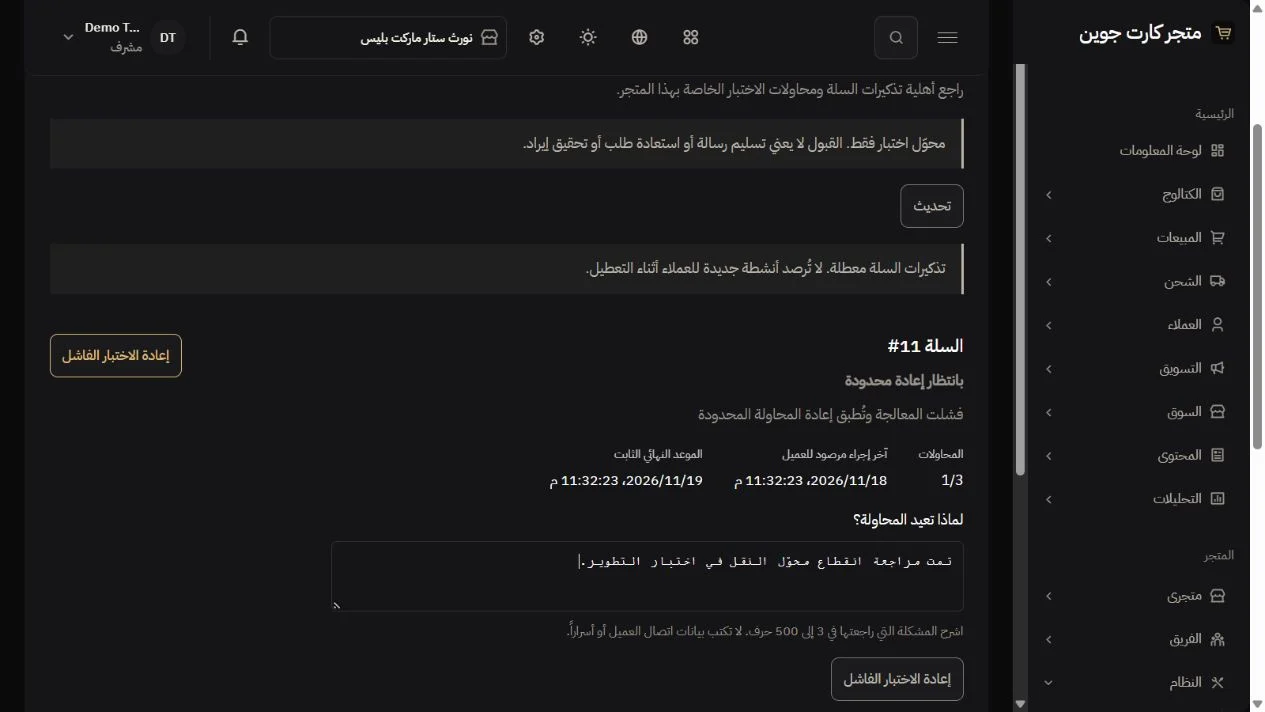 متجر كارت جوين
نورث ستار ماركت بليس
Demo T...
مشرف
DT
الرئيسية
لوحة المعلومات
الكتالوج
المبيعات
الشحن
العملاء
التسويق
السوق
المحتوى
التحليلات
المتجر
متجرى
الفريق
النظام
راجع أهلية تذكيرات السلة ومحاولات الاختبار الخاصة بهذا المتجر.
محوّل اختبار فقط. القبول لا يعني تسليم رسالة أو استعادة طلب أو تحقيق إيراد.
تحديث
تذكيرات السلة معطلة. لا تُرصد أنشطة جديدة للعملاء أثناء التعطيل.
السلة 11#
إعادة الاختبار الفاشل
بانتظار إعادة محدودة
فشلت المعالجة وتُطبق إعادة المحاولة المحدودة
المحاولات
1/3
آخر إجراء مرصود للعميل
2026/11/18، 11:32:23 م
الموعد النهائي الثابت
2026/11/19، 11:32:23 م
لماذا تعيد المحاولة؟
تمت مراجعة انقطاع محوّل النقل في اختبار التطوير.
اشرح المشكلة التي راجعتها في 3 إلى 500 حرف. لا تكتب بيانات اتصال العميل أو أسراراً.
إعادة الاختبار الفاشل